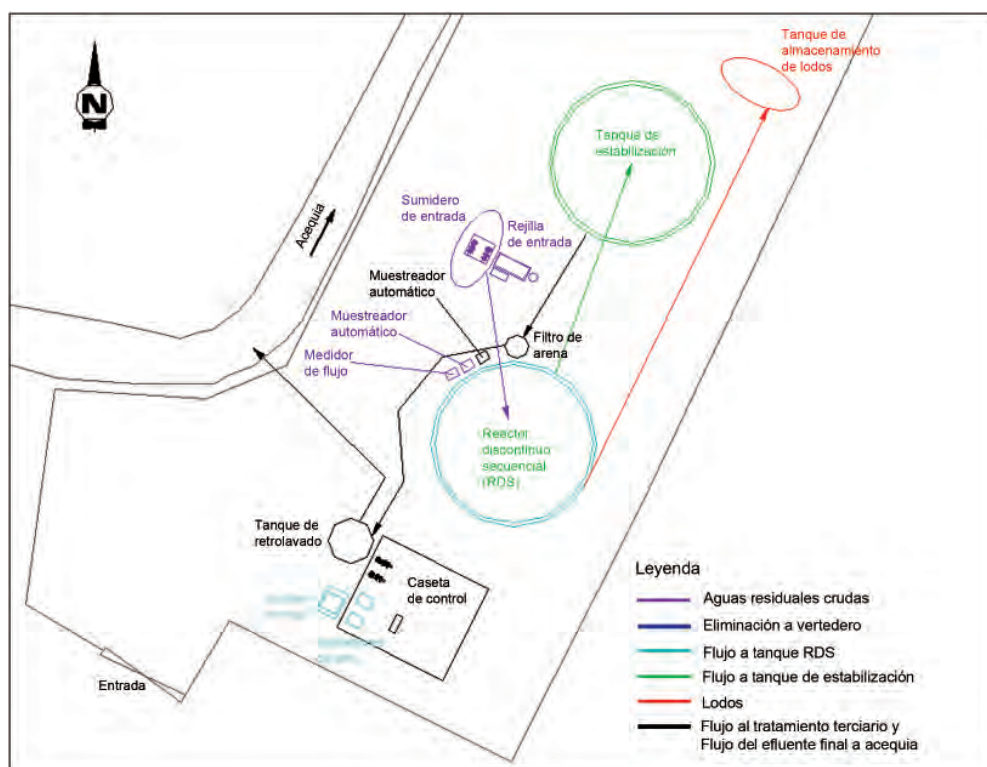 Tanque de
almacenamiento
de lodos
N
Tanque de
estabilización
Sumidero
de entrada
Rejilla
de entrada
Acequia
Muestreador
automático
Muestreador
automático
Filtro de
arena
Medidor
de flujo
Reactor
discontinuo
secuencial
(RDS)
Tanque de
retrolavado
Caseta
de control
Entrada
Leyenda
Aguas residuales crudas
Eliminación a vertedero
Flujo a tanque RDS
Flujo a tanque de estabilización
Lodos
Flujo al tratamiento terciario y
Flujo del efluente final a acequia